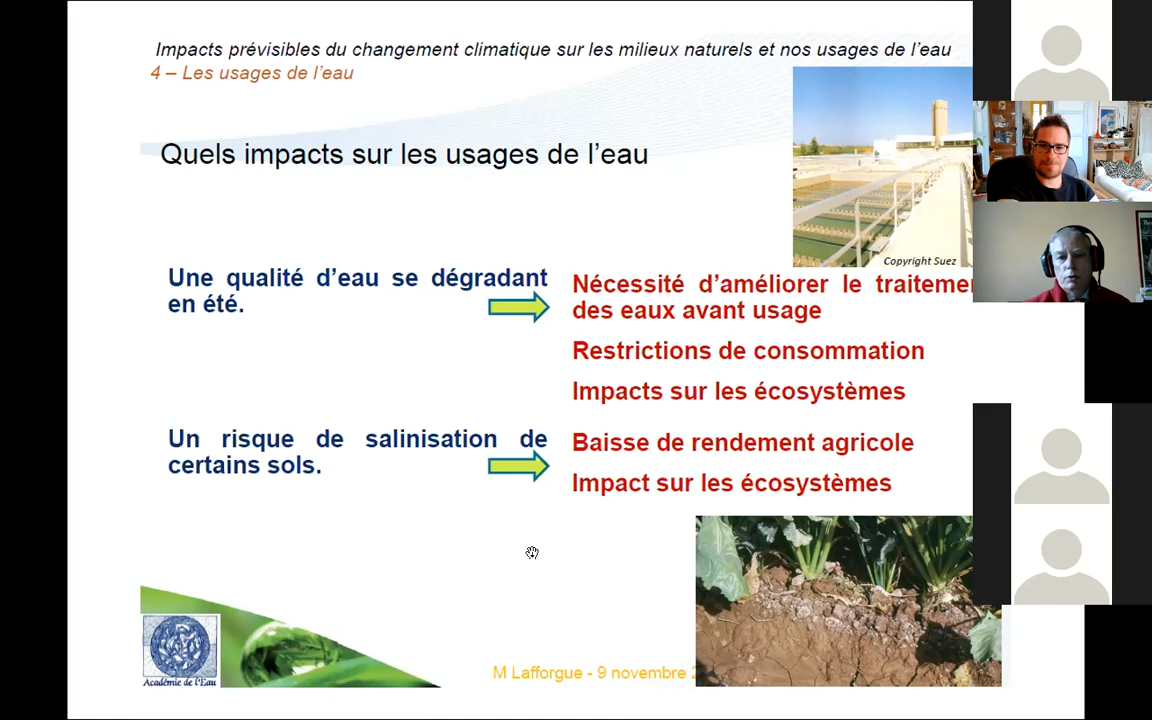 Impacts prévisibles du changement climatique sur les milieux naturels et nos usages de l'eau
4 – Les usages de l'eau
Quels impacts sur les usages de l'eau
Copyright Suez
Une qualité d'eau se dégradant
en été.
Nécessité d'améliorer le traitemen
des eaux avant usage
Restrictions de consommation
Impacts sur les écosystèmes
Un risque de salinisation de
certains sols.
Baisse de rendement agricole
Impact sur les écosystèmes
Académie de l'Eau
M Lafforgue - 9 novembre